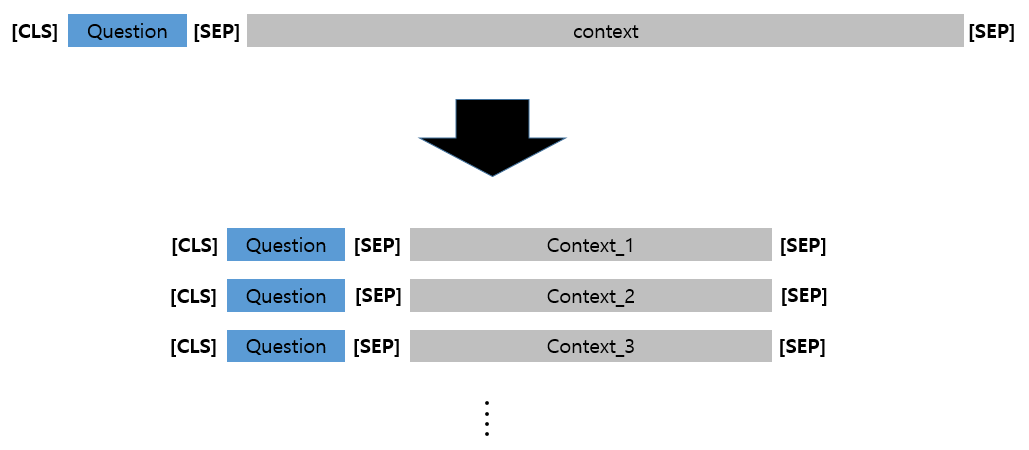 [CLS] Question [SEP] context [SEP]
[CLS] Question [SEP] Context_1 [SEP]
[CLS] Question [SEP] Context_2 [SEP]
[CLS] Question [SEP] Context_3 [SEP]